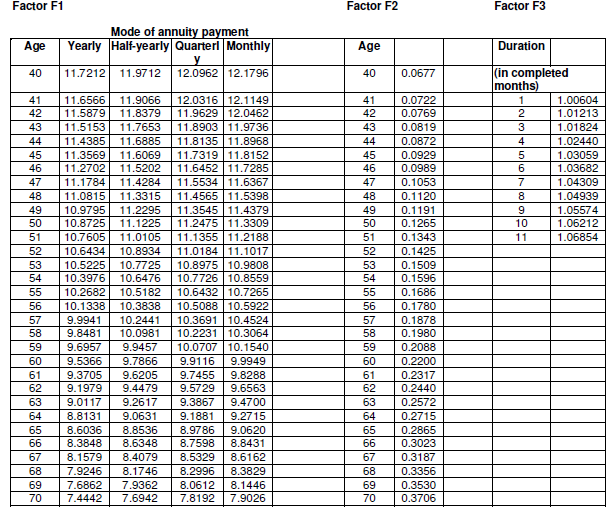 Factor F1 Factor F2 Factor F3
Mode of annuity payment
Age Yearly Half-yearly Quarterl Monthly Age Duration
y
40 11.7212 11.9712 12.0962 12.1796 40 0.0677 (in completed
months)
41 11.6566 11.9066 12.0316 12.1149 41 0.0722 1 1.00604
42 11.5879 11.8379 11.9629 12.0462 42 0.0769 2 1.01213
43 11.5153 11.7653 11.8903 11.9736 43 0.0819 3 1.01824
44 11.4385 11.6885 11.8135 11.8968 44 0.0872 4 1.02440
45 11.3569 11.6069 11.7319 11.8152 45 0.0929 5 1.03059
46 11.2702 11.5202 11.6452 11.7285 46 0.0989 6 1.03682
47 11.1784 11.4284 11.5534 11.6367 47 0.1053 7 1.04309
48 11.0815 11.3315 11.4565 11.5398 48 0.1120 8 1.04939
49 10.9795 11.2295 11.3545 11.4379 49 0.1191 9 1.05574
50 10.8725 11.1225 11.2475 11.3309 50 0.1265 10 1.06212
51 10.7605 11.0105 11.1355 11.2188 51 0.1343 11 1.06854
52 10.6434 10.8934 11.0184 11.1017 52 0.1425
53 10.5225 10.7725 10.8975 10.9808 53 0.1509
54 10.3976 10.6476 10.7726 10.8559 54 0.1596
55 10.2682 10.5182 10.6432 10.7265 55 0.1686
56 10.1338 10.3838 10.5088 10.5922 56 0.1780
57 9.9941 10.2441 10.3691 10.4524 57 0.1878
58 9.8481 10.0981 10.2231 10.3064 58 0.1980
59 9.6957 9.9457 10.0707 10.1540 59 0.2088
60 9.5366 9.7866 9.9116 9.9949 60 0.2200
61 9.3705 9.6205 9.7455 9.8288 61 0.2317
62 9.1979 9.4479 9.5729 9.6563 62 0.2440
63 9.0117 9.2617 9.3867 9.4700 63 0.2572
64 8.8131 9.0631 9.1881 9.2715 64 0.2715
65 8.6036 8.8536 8.9786 9.0620 65 0.2865
66 8.3848 8.6348 8.7598 8.8431 66 0.3023
67 8.1579 8.4079 8.5329 8.6162 67 0.3187
68 7.9246 8.1746 8.2996 8.3829 68 0.3356
69 7.6862 7.9362 8.0612 8.1446 69 0.3530
70 7.4442 7.6942 7.8192 7.9026 70 0.3706